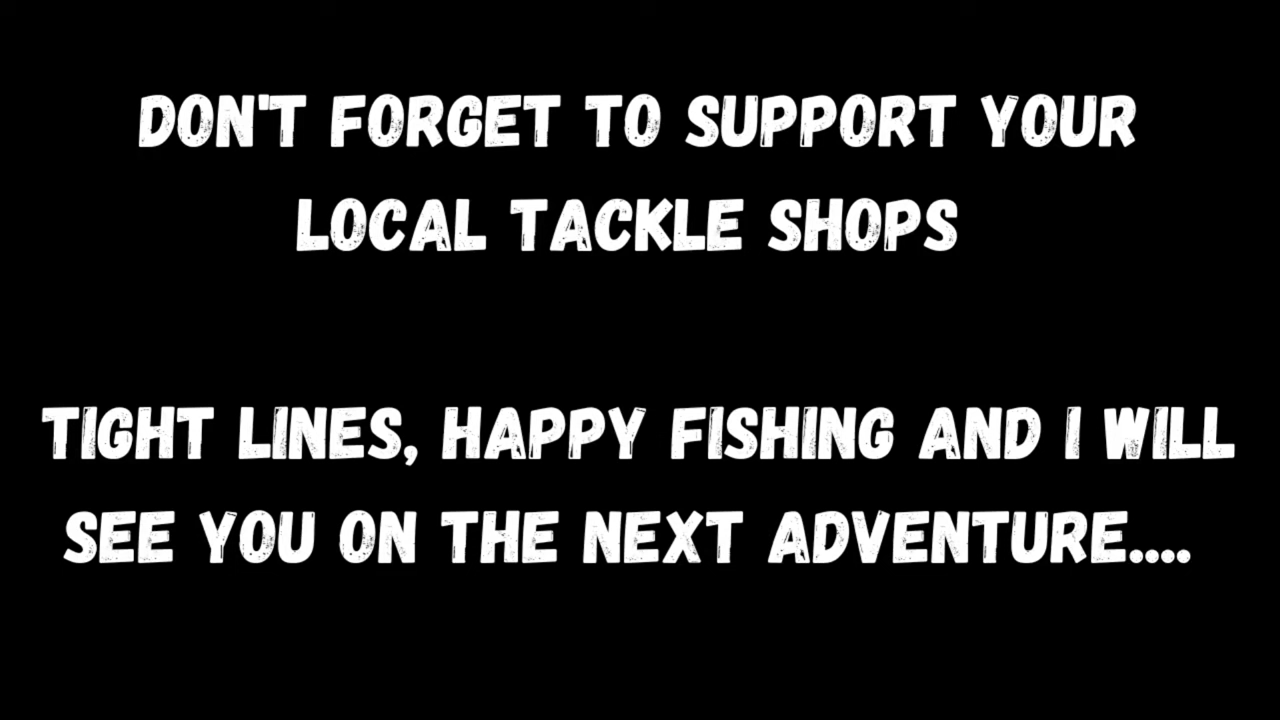 DON'T FORGET TO SUPPORT YOUR
LOCAL TACKLE SHOPS
TIGHT LINES, HAPPY FISHING AND I WILL
SEE YOU ON THE NEXT ADVENTURE....